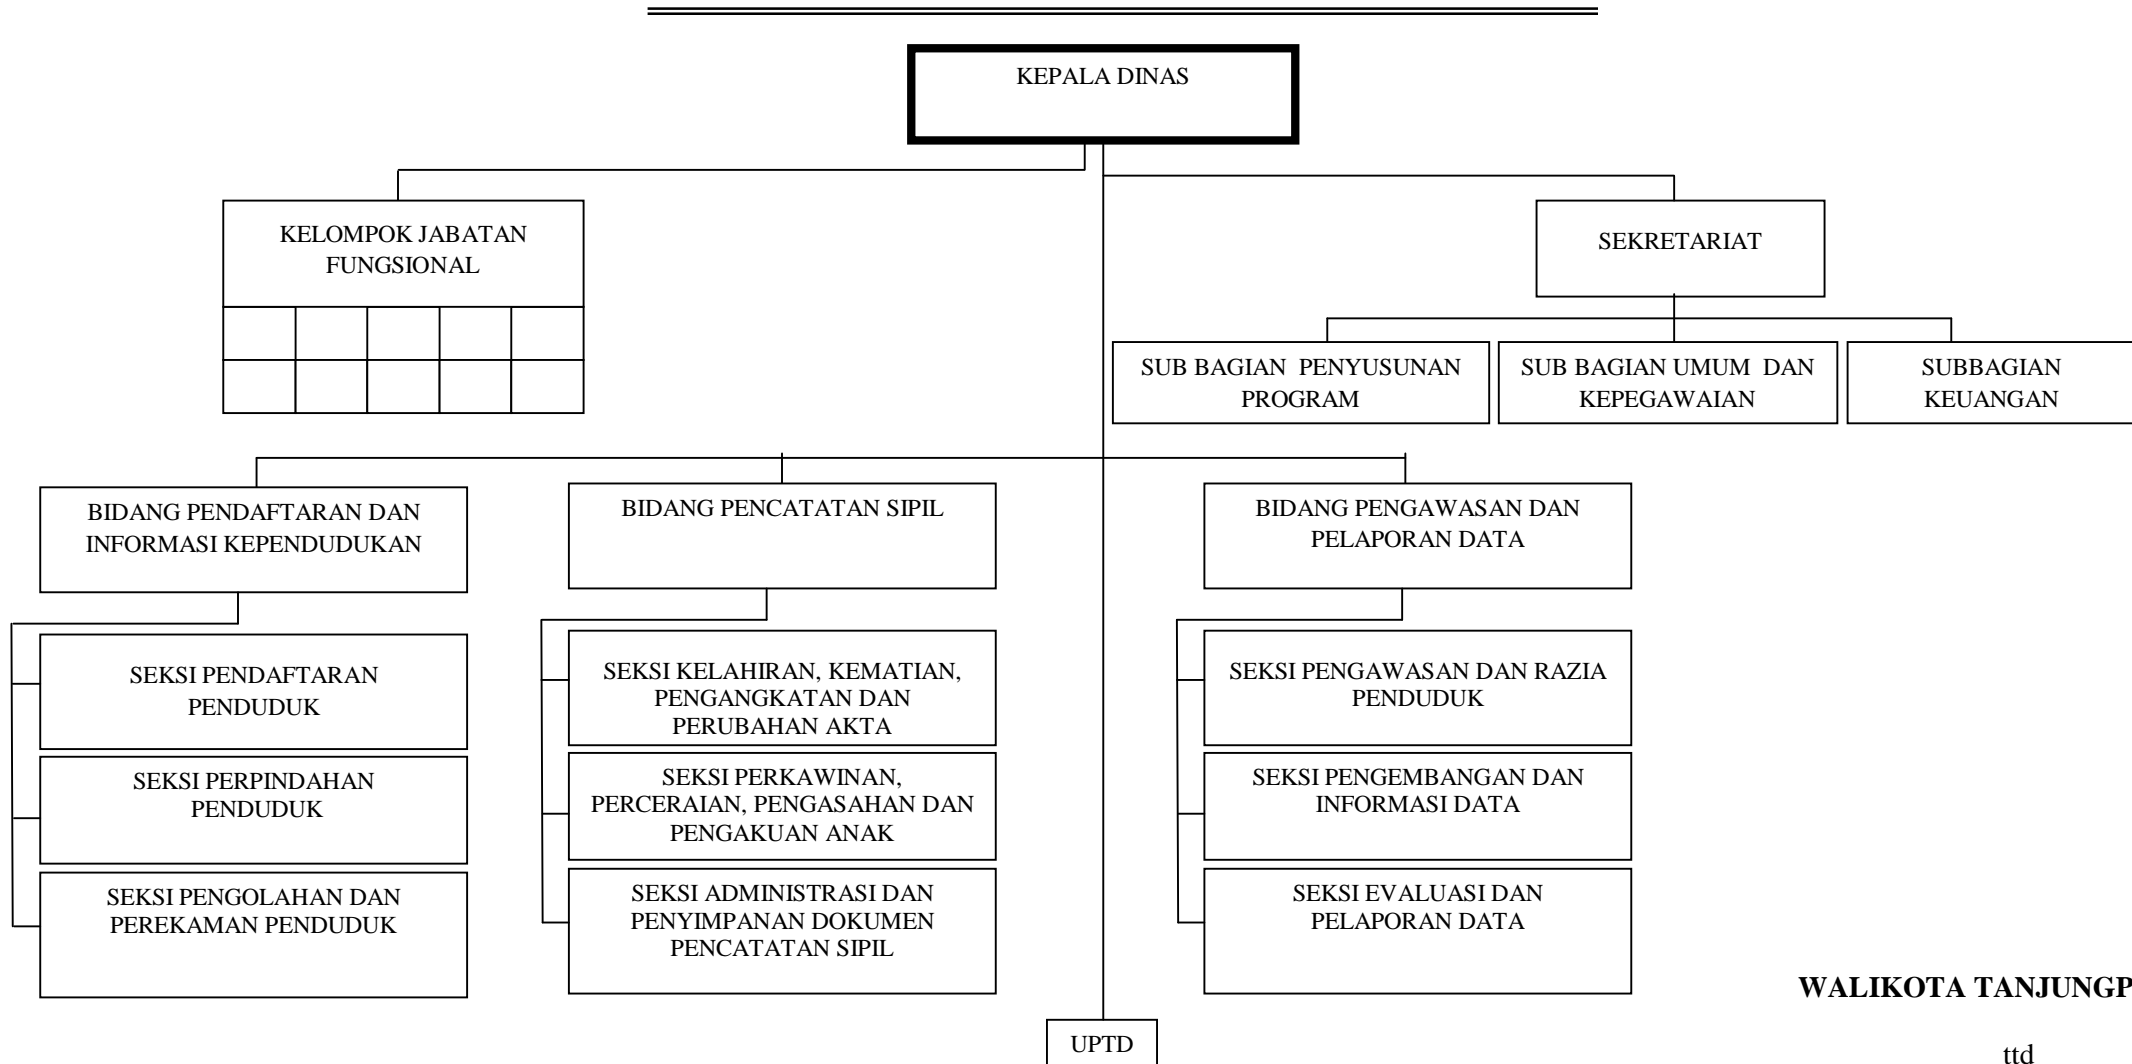 KEPALA DINAS
KELOMPOK JABATAN
FUNGSIONAL
SEKRETARIAT
SUB BAGIAN PENYUSUNAN
PROGRAM
SUB BAGIAN UMUM DAN
KEPEGAWAIAN
SUBBAGIAN
KEUANGAN
BIDANG PENDAFTARAN DAN
INFORMASI KEPENDUDUKAN
BIDANG PENCATATAN SIPIL
BIDANG PENGAWASAN DAN
PELAPORAN DATA
SEKSI PENDAFTARAN
PENDUDUK
SEKSI KELAHIRAN, KEMATIAN,
PENGANGKATAN DAN
PERUBAHAN AKTA
SEKSI PENGAWASAN DAN RAZIA
PENDUDUK
SEKSI PERPINDAHAN
PENDUDUK
SEKSI PERKAWINAN,
PERCERAIAN, PENGASAHAN DAN
PENGAKUAN ANAK
SEKSI PENGEMBANGAN DAN
INFORMASI DATA
SEKSI PENGOLAHAN DAN
PEREKAMAN PENDUDUK
SEKSI ADMINISTRASI DAN
PENYIMPANAN DOKUMEN
PENCATATAN SIPIL
SEKSI EVALUASI DAN
PELAPORAN DATA
WALIKOTA TANJUNGP
UPTD
ttd